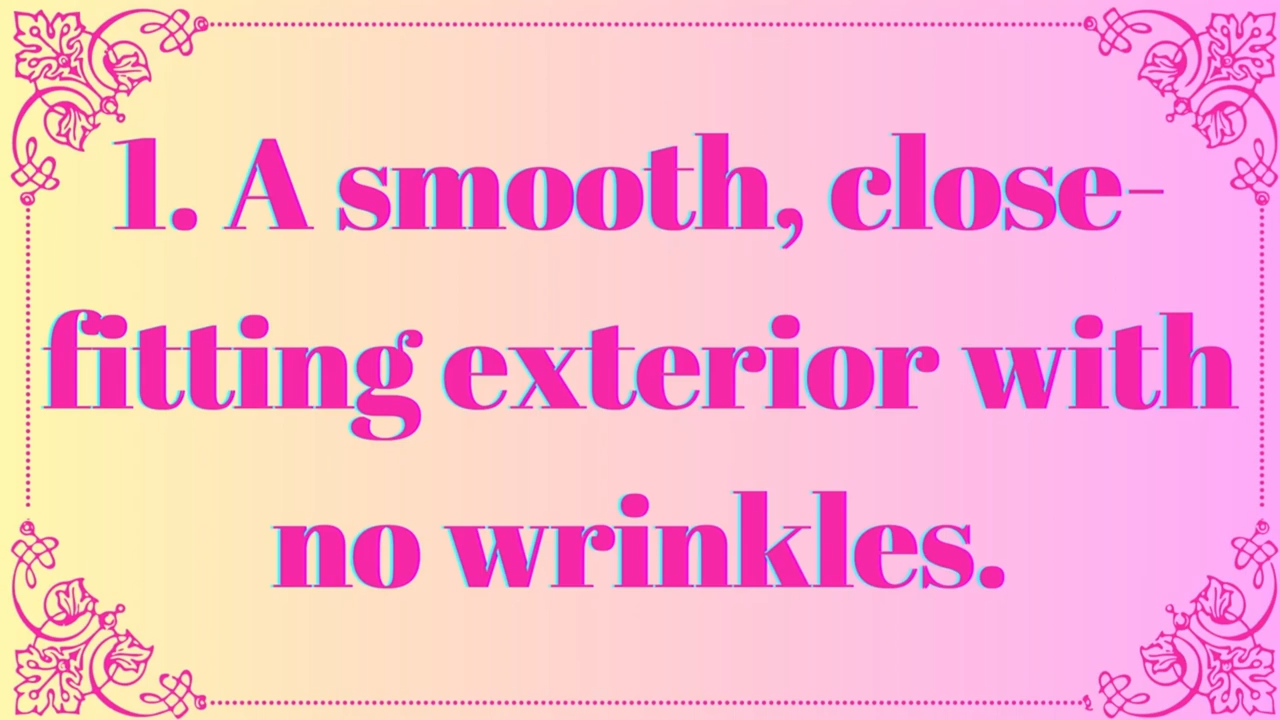 1. A smooth, close-
fitting exterior with
no wrinkles.